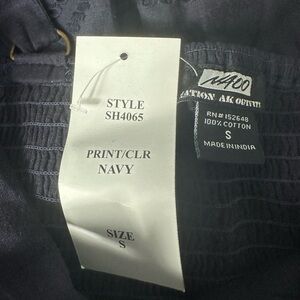 STYLE
SH4065
PRINT/CLR
NAVY
SIZE
S
RN# 152648
100% COTTON
S
MADE IN INDIA